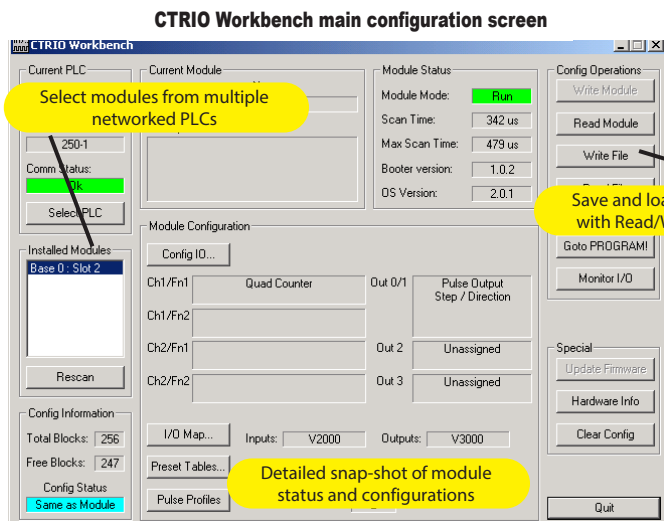 CTRIO Workbench main configuration screen
CTRIO Workbench
Current PLC
Current Module
Module Status
Config Operations
Select modules from multiple
networked PLCs
Module Mode:
Run
Write Module
Scan Time:
342 us
Read Module
250-1
Max Scan Time:
479 us
Write File
Comm Status:
Ok
Booter version:
1.0.2
Select PLC
OS Version:
2.0.1
Save and loa
with Read/W
Module Configuration
Installed Modules
Base 0 : Slot 2
Config IO...
Goto PROGRAM!
Ch1/Fn1
Quad Counter
Out 0/1
Pulse Output
Step / Direction
Monitor I/O
Ch1/Fn2
Ch2/Fn1
Out 2
Unassigned
Special
Rescan
Ch2/Fn2
Out 3
Unassigned
Update Firmware
Hardware Info
Config Information
Total Blocks:
256
I/O Map...
Inputs:
V2000
Outputs:
V3000
Clear Config
Free Blocks:
247
Preset Tables...
Detailed snap-shot of module
status and configurations
Config Status
Same as Module
Pulse Profiles
Quit